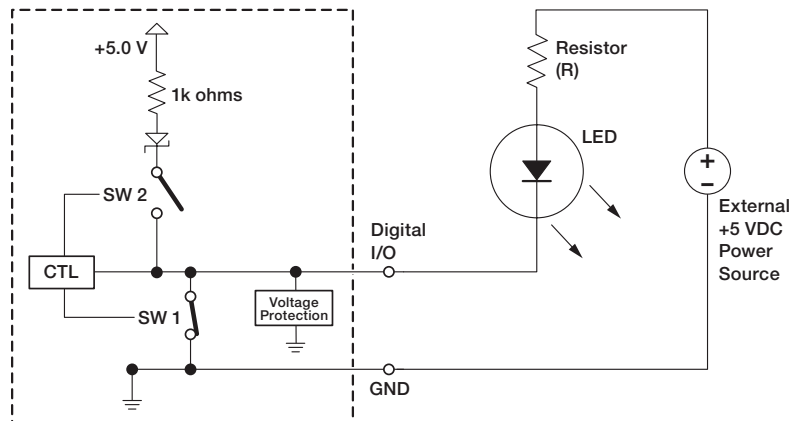 +5.0 V
1k ohms
SW 2
CTL
SW 1
Voltage
Protection
Digital
I/O
GND
Resistor
(R)
LED
+
–
External
+5 VDC
Power
Source